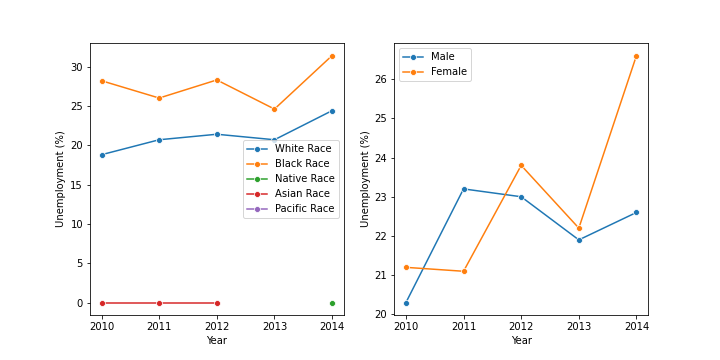 30
25
20
15
10
5
0
Unemployment (%)
2010 2011 2012 2013 2014
Year
White Race
Black Race
Native Race
Asian Race
Pacific Race
Male
Female
26
25
24
23
22
21
20
Unemployment (%)
2010 2011 2012 2013 2014
Year